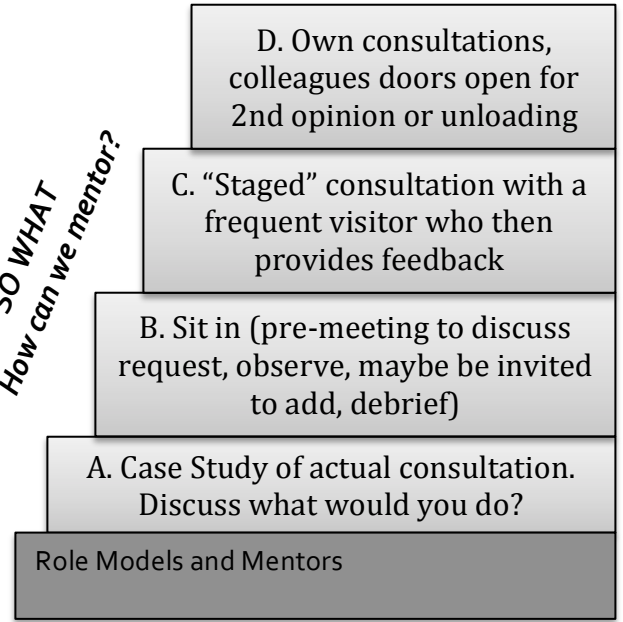 D. Own consultations,
colleagues doors open for
2nd opinion or unloading
SO WHAT
How can we mentor?
C. “Staged” consultation with a
frequent visitor who then
provides feedback
B. Sit in (pre-meeting to discuss
request, observe, maybe be invited
to add, debrief)
A. Case Study of actual consultation.
Discuss what would you do?
Role Models and Mentors